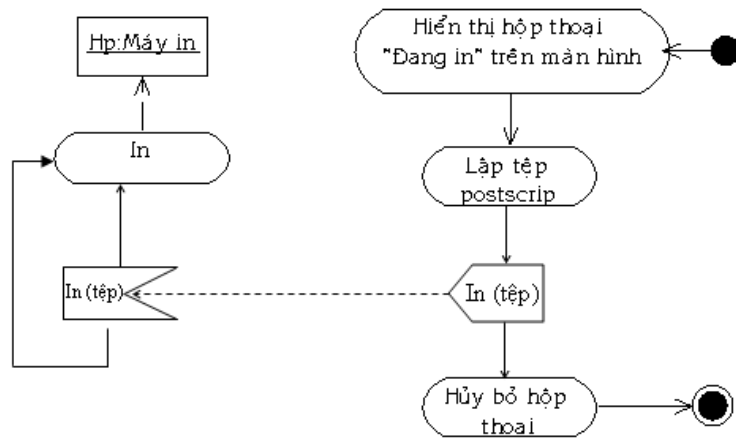 Hp:Máy in
Hiển thị hộp thoại
"Đang in" trên màn hình
In
Lập tệp
postscrip
In (tệp)
In (tệp)
Hủy bỏ hộp
thoại